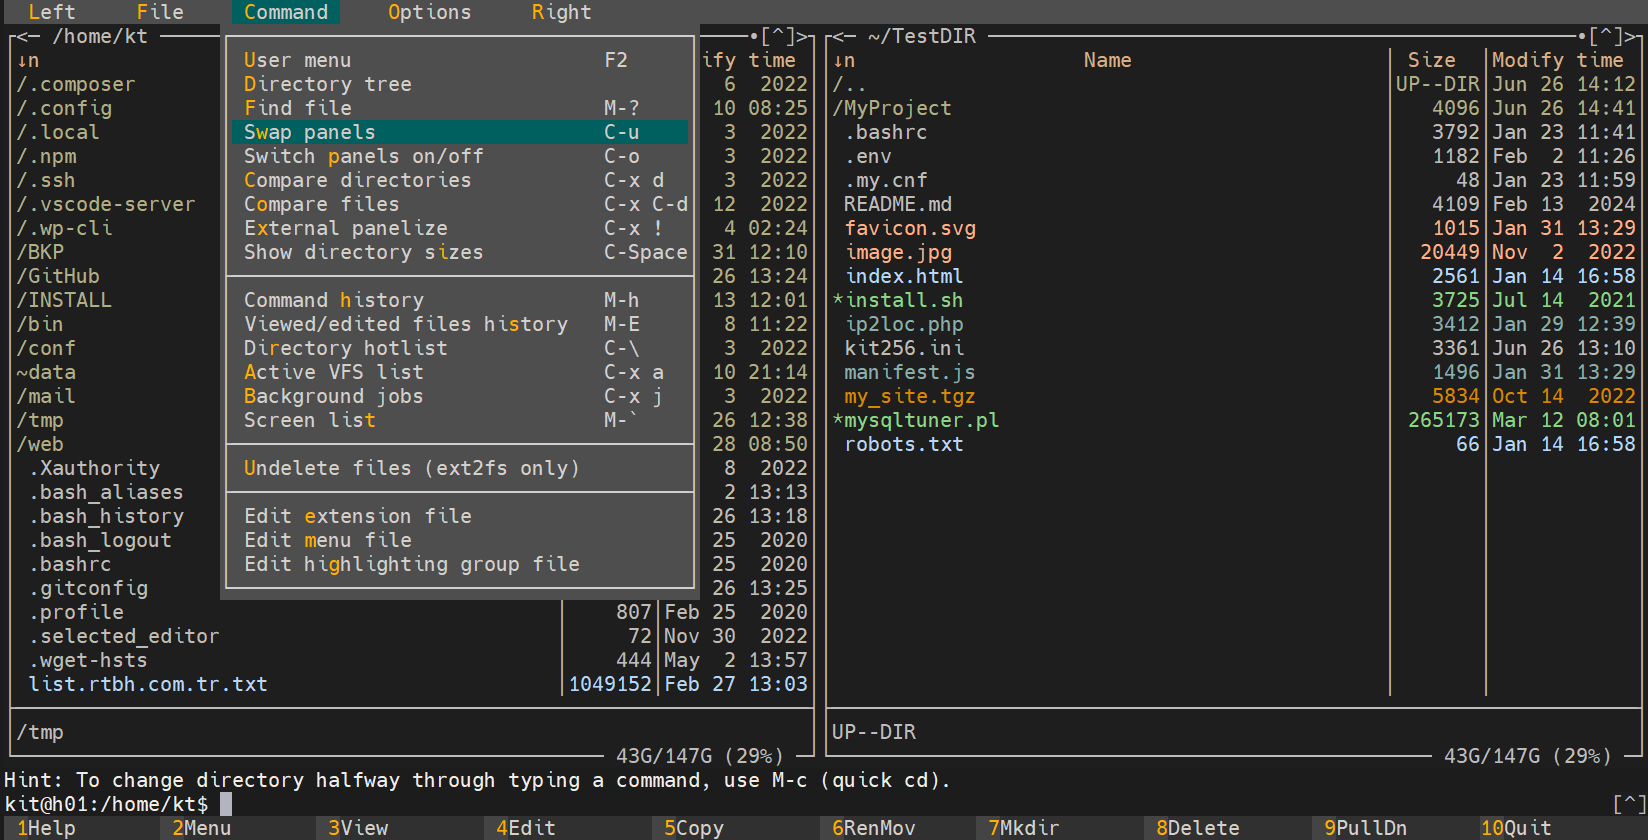 Left File Command Options Right
<─ /home/kt •[^]> <─ ~/TestDIR •[^]>
↓n User menu F2 ify time ↓n Name Size Modify time
/.composer Directory tree 6 2022 /.. UP--DIR Jun 26 14:12
/.config Find file M-? 10 08:25 /MyProject 4096 Jun 26 14:41
/.local Swap panels C-u 3 2022 .bashrc 3792 Jan 23 11:41
/.npm Switch panels on/off C-o 3 2022 .env 1182 Feb 2 11:26
/.ssh Compare directories C-x d 3 2022 .my.cnf 48 Jan 23 11:59
/.vscode-server Compare files C-x C-d 12 2022 README.md 4109 Feb 13 2024
/.wp-cli External panelize C-x ! 4 02:24 favicon.svg 1015 Jan 31 13:29
/BKP Show directory sizes C-Space 31 12:10 image.jpg 20449 Nov 2 2022
/GitHub 26 13:24 index.html 2561 Jan 14 16:58
/INSTALL Command history M-h 13 12:01 *install.sh 3725 Jul 14 2021
/bin Viewed/edited files history M-E 8 11:22 ip2loc.php 3412 Jan 29 12:39
/conf Directory hotlist C-\ 3 2022 kit256.ini 3361 Jun 26 13:10
~data Active VFS list C-x a 10 21:14 manifest.js 1496 Jan 31 13:29
/mail Background jobs C-x j 3 2022 my_site.tgz 5834 Oct 14 2022
/tmp Screen list M-` 26 12:38 *mysqltuner.pl 265173 Mar 12 08:01
/web 28 08:50 robots.txt 66 Jan 14 16:58
.Xauthority Undelete files (ext2fs only) 8 2022
.bash_aliases 2 13:13
.bash_history Edit extension file 26 13:18
.bash_logout Edit menu file 25 2020
.bashrc Edit highlighting group file 25 2020
.gitconfig 26 13:25
.profile 807 Feb 25 2020
.selected_editor 72 Nov 30 2022
.wget-hsts 444 May 2 13:57
list.rtbh.com.tr.txt 1049152 Feb 27 13:03
/tmp UP--DIR
43G/147G (29%) 43G/147G (29%)
Hint: To change directory halfway through typing a command, use M-c (quick cd).
kit@h01:/home/kt$ [^]
1Help 2Menu 3View 4Edit 5Copy 6RenMov 7Mkdir 8Delete 9PullDn 10Quit